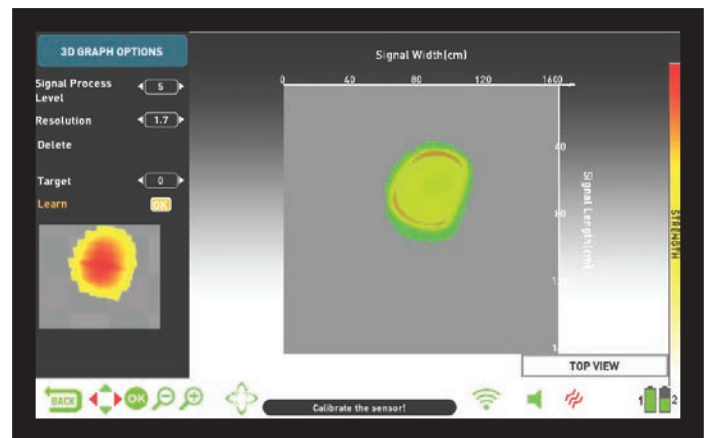 3D GRAPH OPTIONS
Signal Process
Level
5
Resolution
1.7
Delete
Target
0
Learn
OK
Signal Width(cm)
0 40 80 120 160
40
Signal Length(cm)
80
STRENGTH
TOP VIEW
BACK
OK
Calibrate the sensor!
1
2